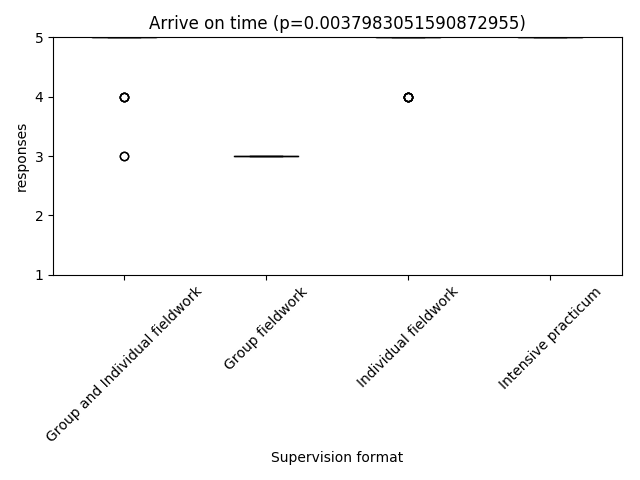 Arrive on time (p=0.0037983051590872955)
5
4
3
2
1
responses
Group and Individual fieldwork
Group fieldwork
Individual fieldwork
Intensive practicum
Supervision format